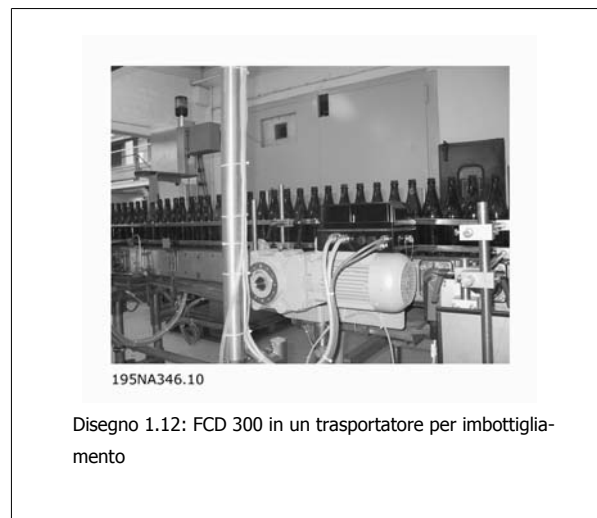 195NA346.10
Disegno 1.12: FCD 300 in un trasportatore per imbottiglia-
mento